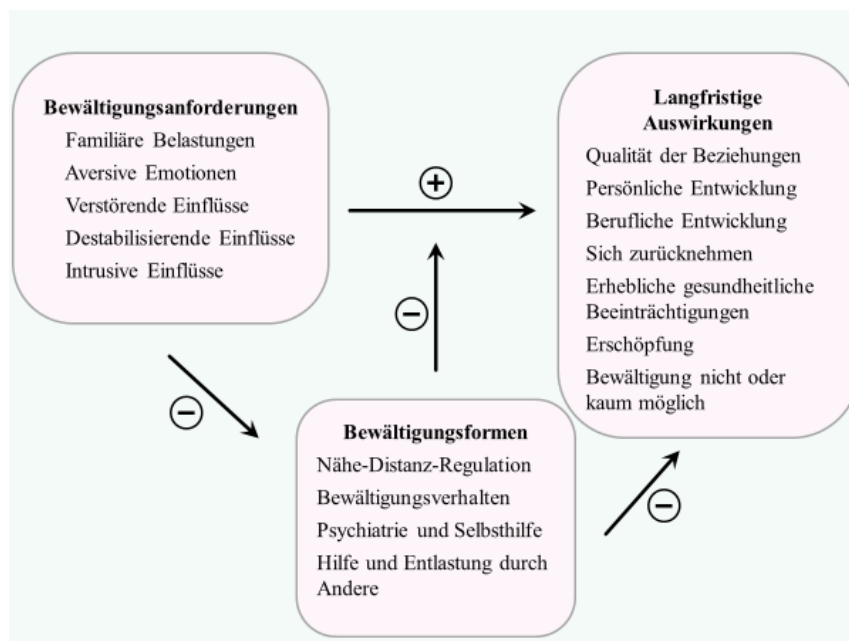 Bewältigungsanforderungen
Familiäre Belastungen
Aversive Emotionen
Verstörende Einflüsse
Destabilisierende Einflüsse
Intrusive Einflüsse
+
−
−
Langfristige
Auswirkungen
Qualität der Beziehungen
Persönliche Entwicklung
Berufliche Entwicklung
Sich zurücknehmen
Erhebliche gesundheitliche
Beeinträchtigungen
Erschöpfung
Bewältigung nicht oder
kaum möglich
Bewältigungsformen
Nähe-Distanz-Regulation
Bewältigungsverhalten
Psychiatrie und Selbsthilfe
Hilfe und Entlastung durch
Andere
−